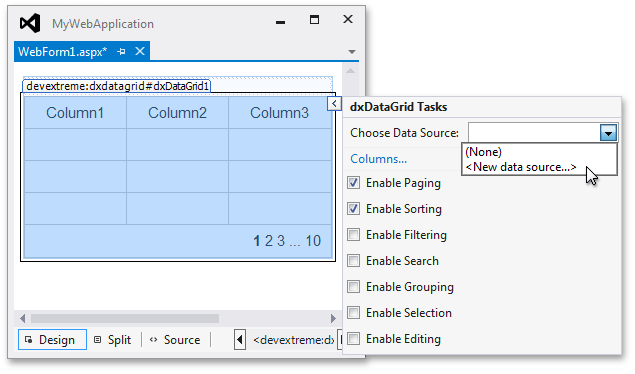 MyWebApplication
WebForm1.aspx*
devextreme:dxdatagrid#dxDataGrid1
Column1 Column2 Column3
1 2 3 ... 10
Design Split Source <devextreme:dx
dxDataGrid Tasks
Choose Data Source:
(None)
<New data source...>
Columns...
Enable Paging
Enable Sorting
Enable Filtering
Enable Search
Enable Grouping
Enable Selection
Enable Editing